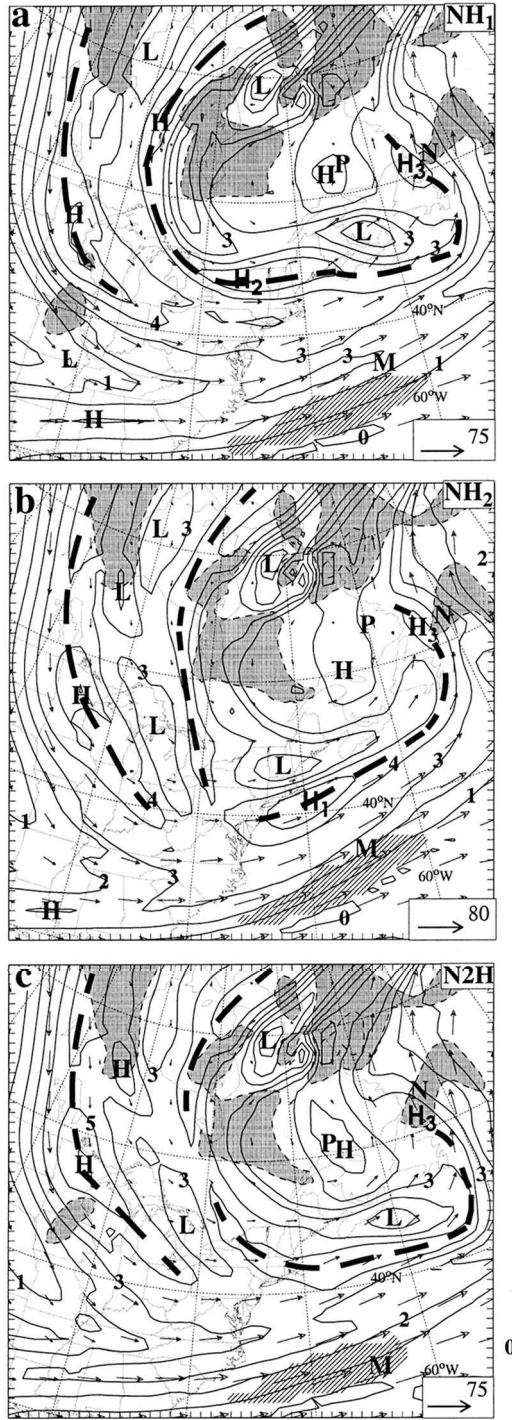 a NH1
L
L
H
H P H3 N
H
3 L 3 3
H2
4 40°N
L 3 3 M 1
1 60°W
H 0
75
b NH2
L 3
L 2
L
P H3 N
H 3 H
L
L 4 3
4 H1 40°N 1
1
M
2 3 60°W
H 0
80
c N2H
L
H 3
N
5 H3
H P H
3 3 3
L L
40°N
1 3
2
0
M 60°W
75